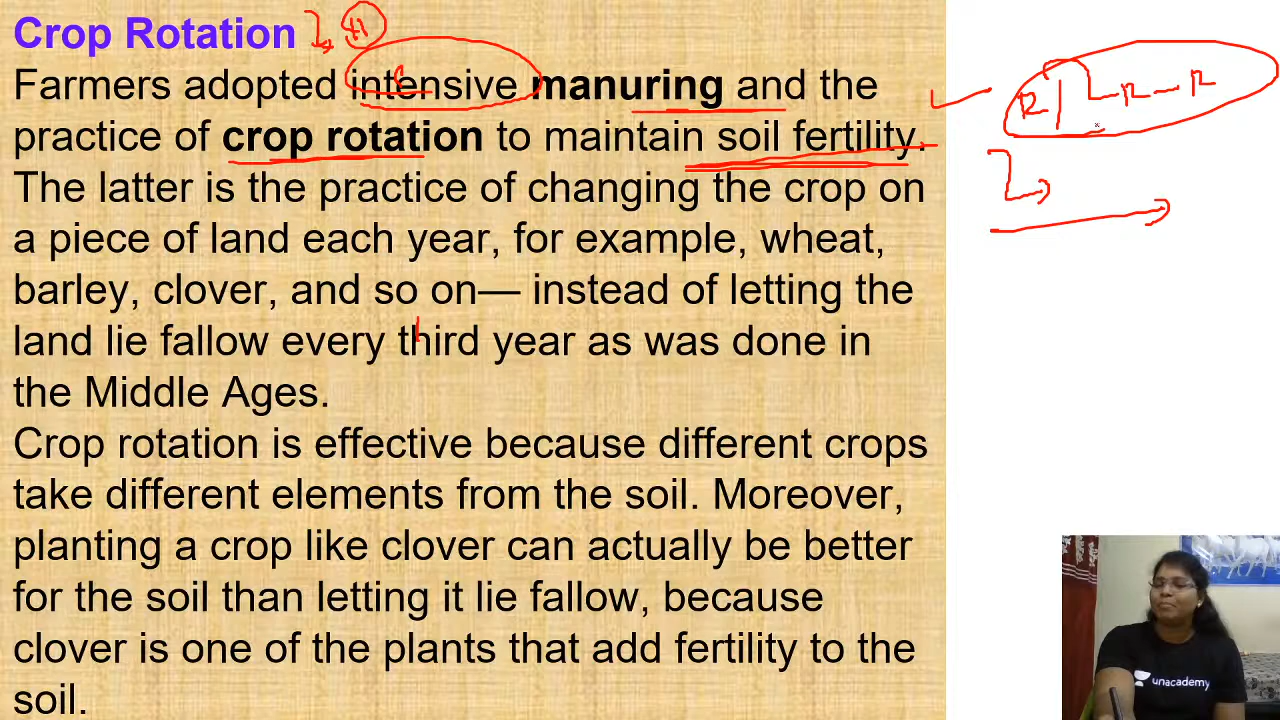 Crop Rotation
Farmers adopted intensive manuring and the
practice of crop rotation to maintain soil fertility.
The latter is the practice of changing the crop on
a piece of land each year, for example, wheat,
barley, clover, and so on— instead of letting the
land lie fallow every third year as was done in
the Middle Ages.
Crop rotation is effective because different crops
take different elements from the soil. Moreover,
planting a crop like clover can actually be better
for the soil than letting it lie fallow, because
clover is one of the plants that add fertility to the
soil.
R - R - R
unacademy